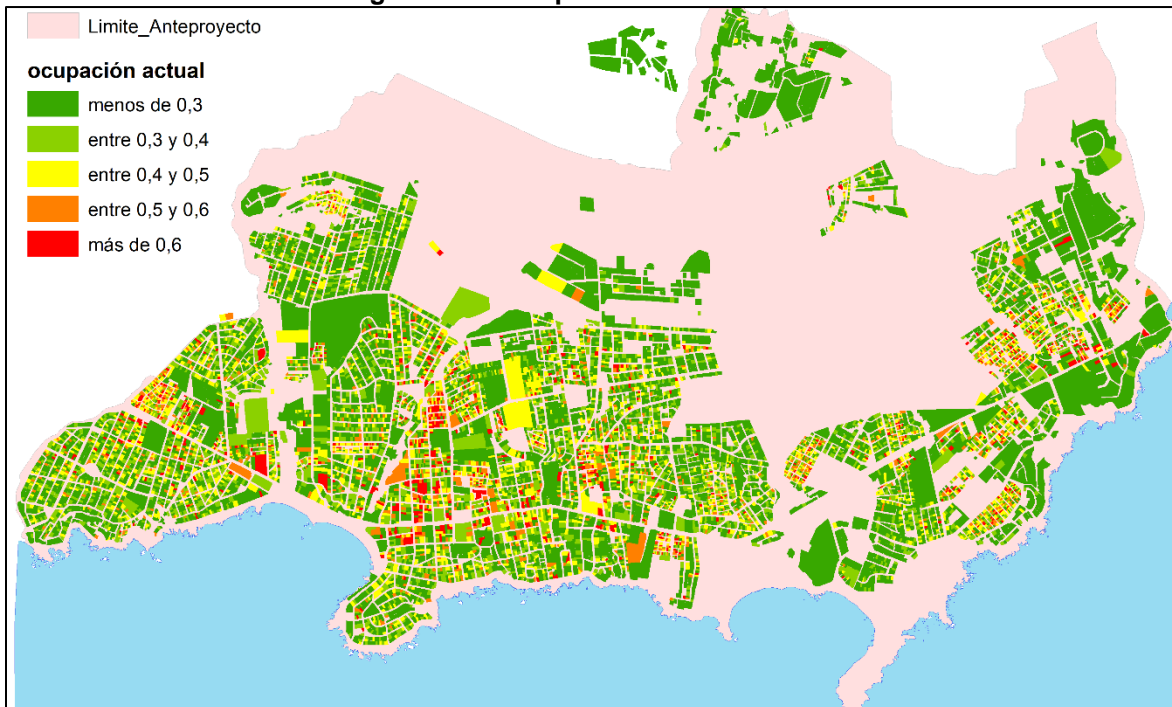 Limite_Anteproyecto
ocupación actual
menos de 0,3
entre 0,3 y 0,4
entre 0,4 y 0,5
entre 0,5 y 0,6
más de 0,6